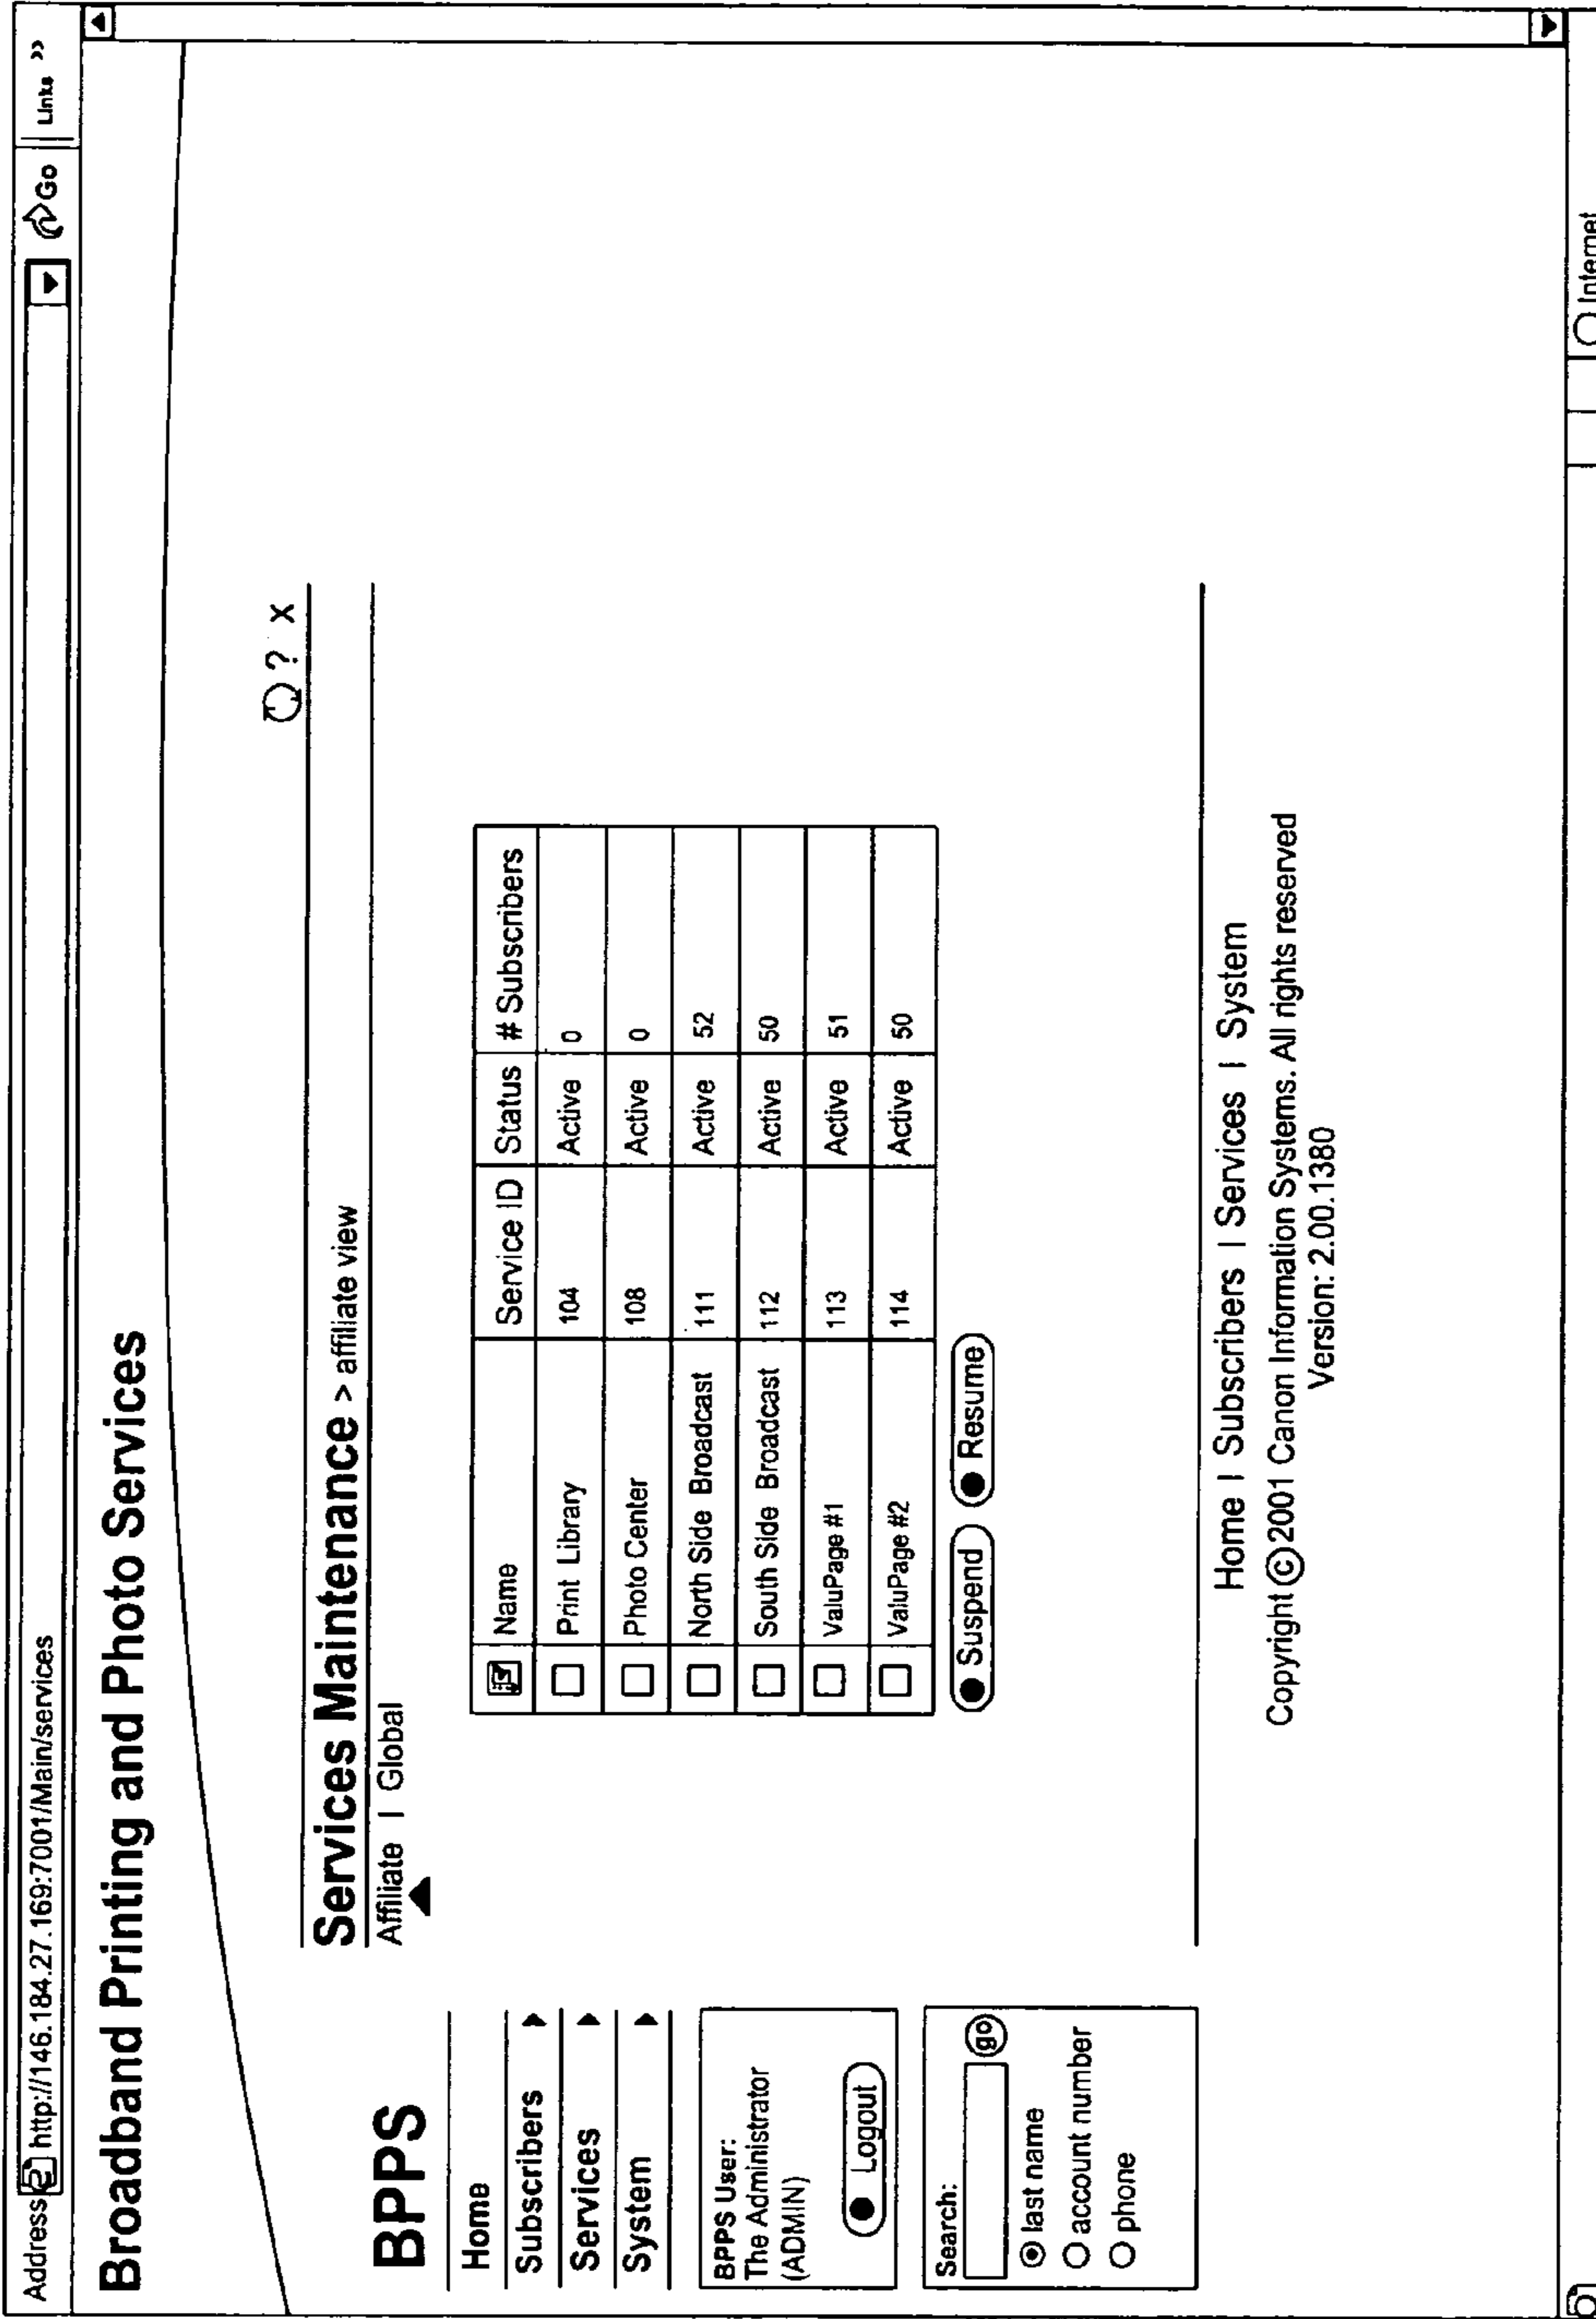 Address http://146.184.27.169:7001/Main/services Go Links »
Broadband Printing and Photo Services
? x
Services Maintenance > affiliate view
Affiliate | Global
BPPS
Home
Subscribers
Services
System
BPPS User:
The Administrator
(ADMIN)
Logout
Search:
go
last name
account number
phone
Name Service ID Status # Subscribers
Print Library 104 Active 0
Photo Center 108 Active 0
North Side Broadcast 111 Active 52
South Side Broadcast 112 Active 50
ValuPage #1 113 Active 51
ValuPage #2 114 Active 50
Suspend Resume
Home | Subscribers | Services | System
Copyright ©2001 Canon Information Systems. All rights reserved
Version: 2.00.1380
Internet